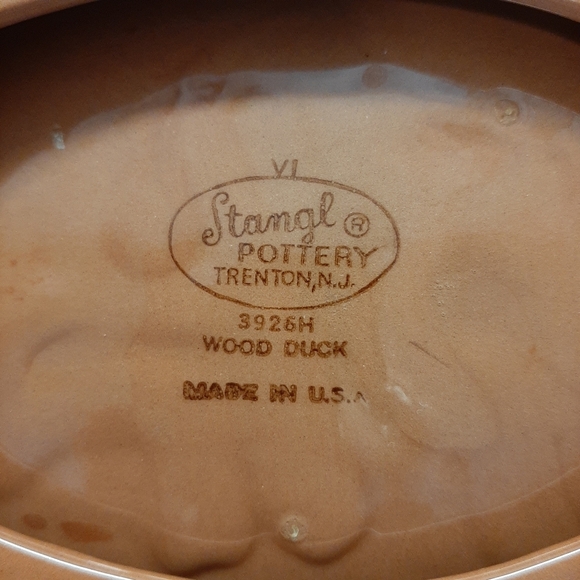 VI
Stangl ®
POTTERY
TRENTON, N.J.
3926H
WOOD DUCK
MADE IN U.S.A